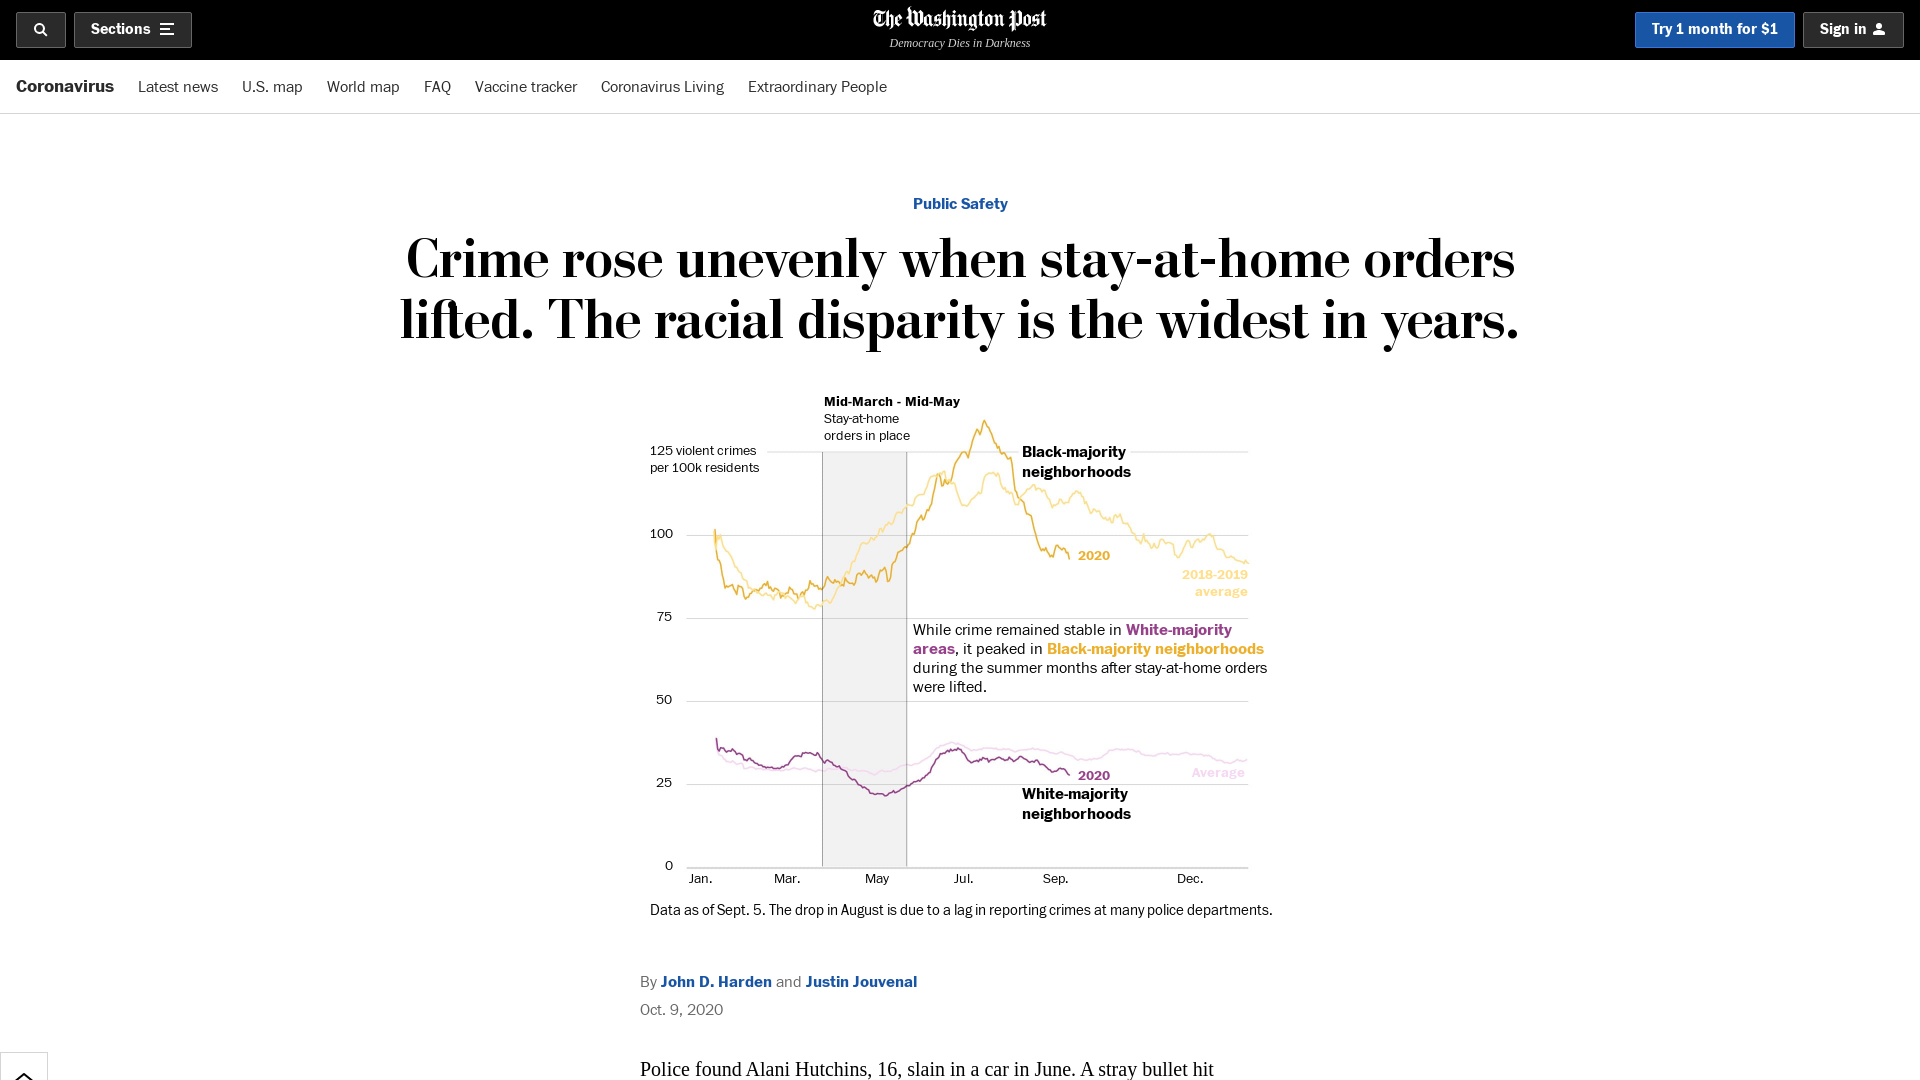 Sections
The Washington Post
Democracy Dies in Darkness
Try 1 month for $1
Sign in
Coronavirus
Latest news
U.S. map
World map
FAQ
Vaccine tracker
Coronavirus Living
Extraordinary People
Public Safety
Crime rose unevenly when stay-at-home orders
lifted. The racial disparity is the widest in years.
Mid-March - Mid-May
Stay-at-home
orders in place
125 violent crimes
per 100k residents
Black-majority
neighborhoods
100
2020
2018-2019
average
75
While crime remained stable in White-majority
areas, it peaked in Black-majority neighborhoods
during the summer months after stay-at-home orders
were lifted.
50
25
2020
Average
White-majority
neighborhoods
0
Jan.
Mar.
May
Jul.
Sep.
Dec.
Data as of Sept. 5. The drop in August is due to a lag in reporting crimes at many police departments.
By John D. Harden and Justin Jouvenal
Oct. 9, 2020
Police found Alani Hutchins, 16, slain in a car in June. A stray bullet hit